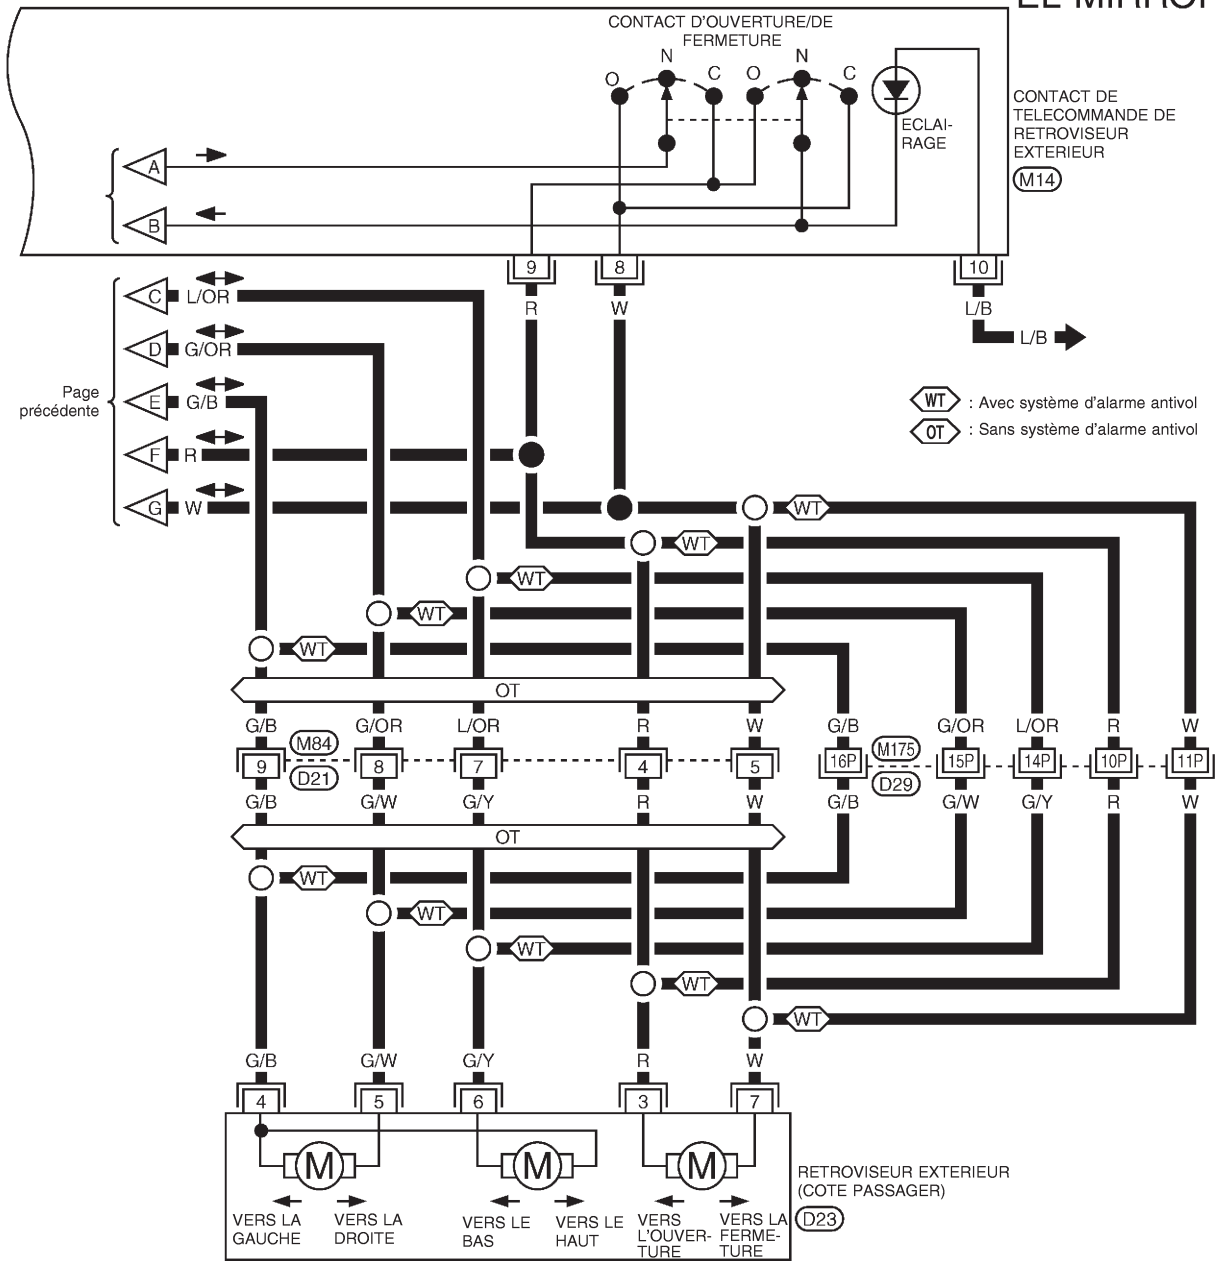 CONTACT D'OUVERTURE/DE
FERMETURE
O N C O N C
ECLAI-
RAGE
CONTACT DE
TELECOMMANDE DE
RETROVISEUR
EXTERIEUR
M14
A
B
9 8 10
R W L/B
L/B
C L/OR
D G/OR
E G/B
F R
G W
Page
précédente
WT : Avec système d'alarme antivol
OT : Sans système d'alarme antivol
WT
WT
WT
WT
WT
OT
G/B G/OR L/OR R W G/B G/OR L/OR R W
M84 M175
9 8 7 4 5 16P 15P 14P 10P 11P
D21 D29
G/B G/W G/Y R W G/B G/W G/Y R W
OT
WT
WT
WT
WT
WT
G/B G/W G/Y R W
4 5 6 3 7
M M M
RETROVISEUR EXTERIEUR
(COTE PASSAGER)
D23
VERS LA
GAUCHE
VERS LA
DROITE
VERS LE
BAS
VERS LE
HAUT
VERS
L'OUVER-
TURE
VERS LA
FERME-
TURE